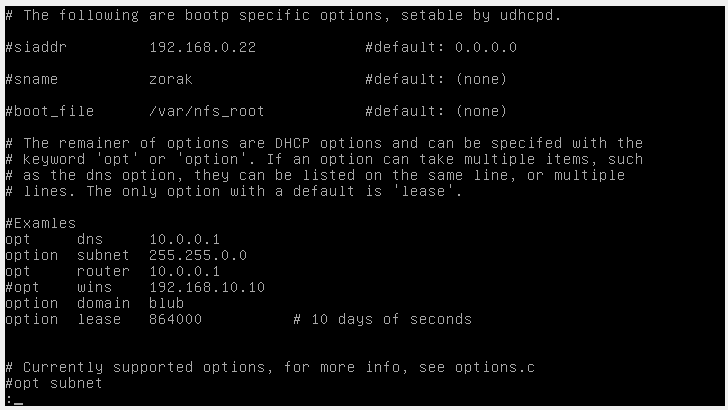 # The following are bootp specific options, setable by udhcpd.
#siaddr 192.168.0.22 #default: 0.0.0.0
#sname zorak #default: (none)
#boot_file /var/nfs_root #default: (none)
# The remainer of options are DHCP options and can be specifed with the
# keyword 'opt' or 'option'. If an option can take multiple items, such
# as the dns option, they can be listed on the same line, or multiple
# lines. The only option with a default is 'lease'.
#Examles
opt dns 10.0.0.1
option subnet 255.255.0.0
opt router 10.0.0.1
#opt wins 192.168.10.10
option domain blub
option lease 864000 # 10 days of seconds
# Currently supported options, for more info, see options.c
#opt subnet
:_